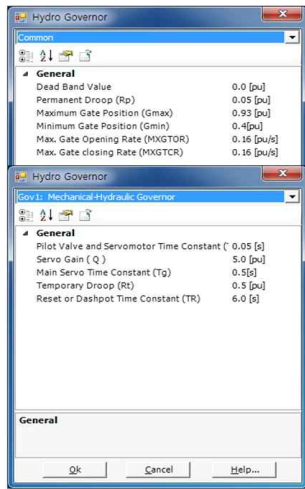 Hydro Governor
Common
General
Dead Band Value 0.0 [pu]
Permanent Droop (Rp) 0.05 [pu]
Maximum Gate Position (Gmax) 0.93 [pu]
Minimum Gate Position (Gmin) 0.4[pu]
Max. Gate Opening Rate (MXGTOR) 0.16 [pu/s]
Max. Gate closing Rate (MXGTCR) 0.16 [pu/s]
Hydro Governor
Gov1: Mechanical-Hydraulic Governor
General
Pilot Valve and Servomotor Time Constant (' 0.05 [s]
Servo Gain ( Q ) 5.0 [pu]
Main Servo Time Constant (Tg) 0.5[s]
Temporary Droop (Rt) 0.5 [pu]
Reset or Dashpot Time Constant (TR) 6.0 [s]
General
Ok Cancel Help...